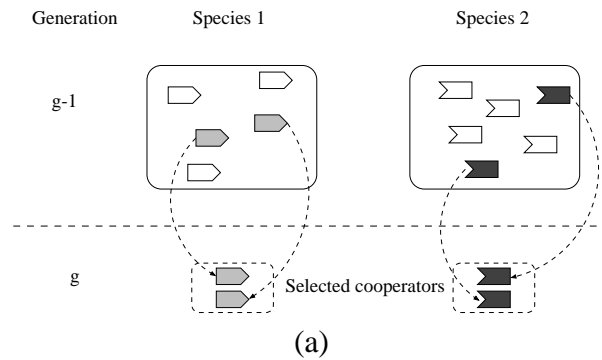 Generation Species 1 Species 2
g-1
g Selected cooperators
(a)